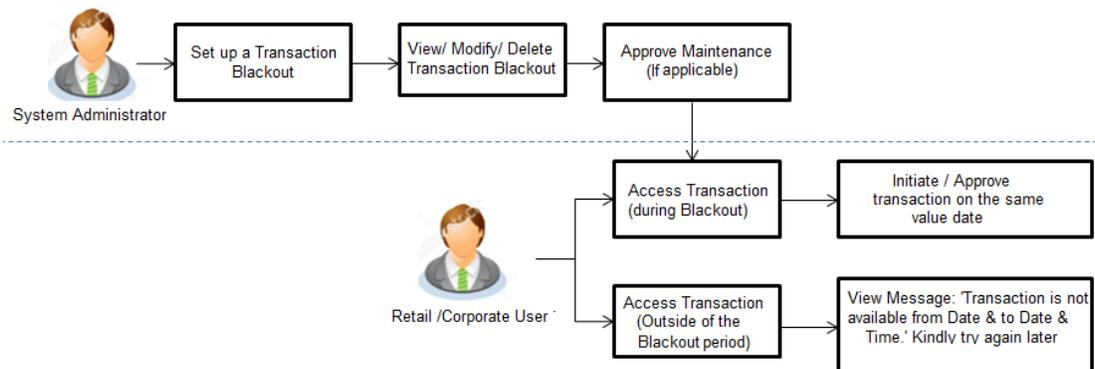 Set up a Transaction
Blackout
View/ Modify/ Delete
Transaction Blackout
Approve Maintenance
(If applicable)
System Administrator
Access Transaction
(during Blackout)
Initiate / Approve
transaction on the same
value date
Retail /Corporate User
Access Transaction
(Outside of the
Blackout period)
View Message: 'Transaction is not
available from Date & to Date &
Time.' Kindly try again later